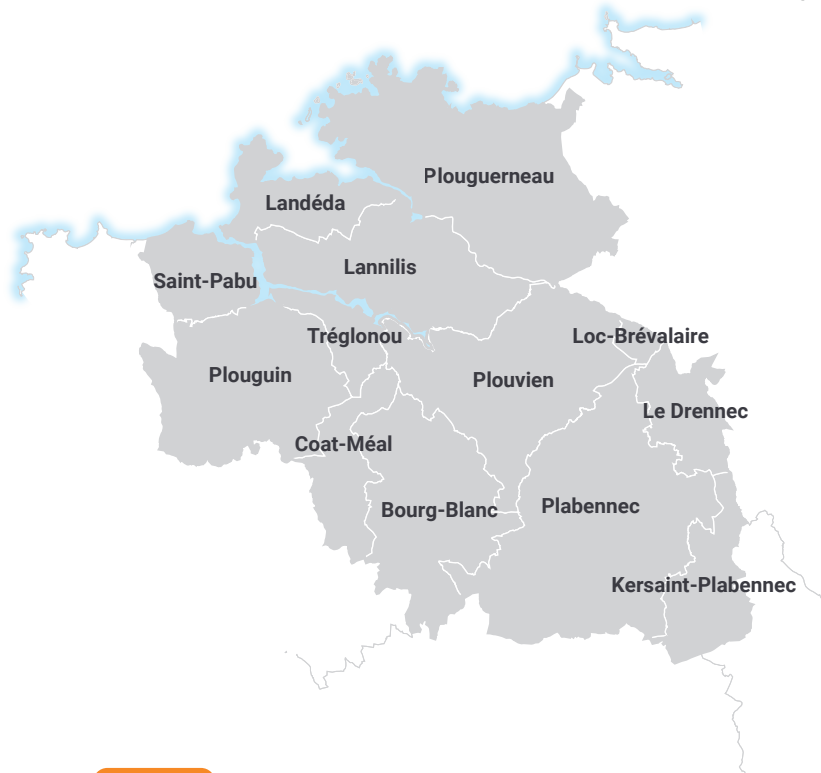 Plouguerneau
Landéda
Lannilis
Saint-Pabu
Tréglonou
Loc-Brévalaire
Plouguin
Plouvien
Le Drennec
Coat-Méal
Bourg-Blanc
Plabennec
Kersaint-Plabennec